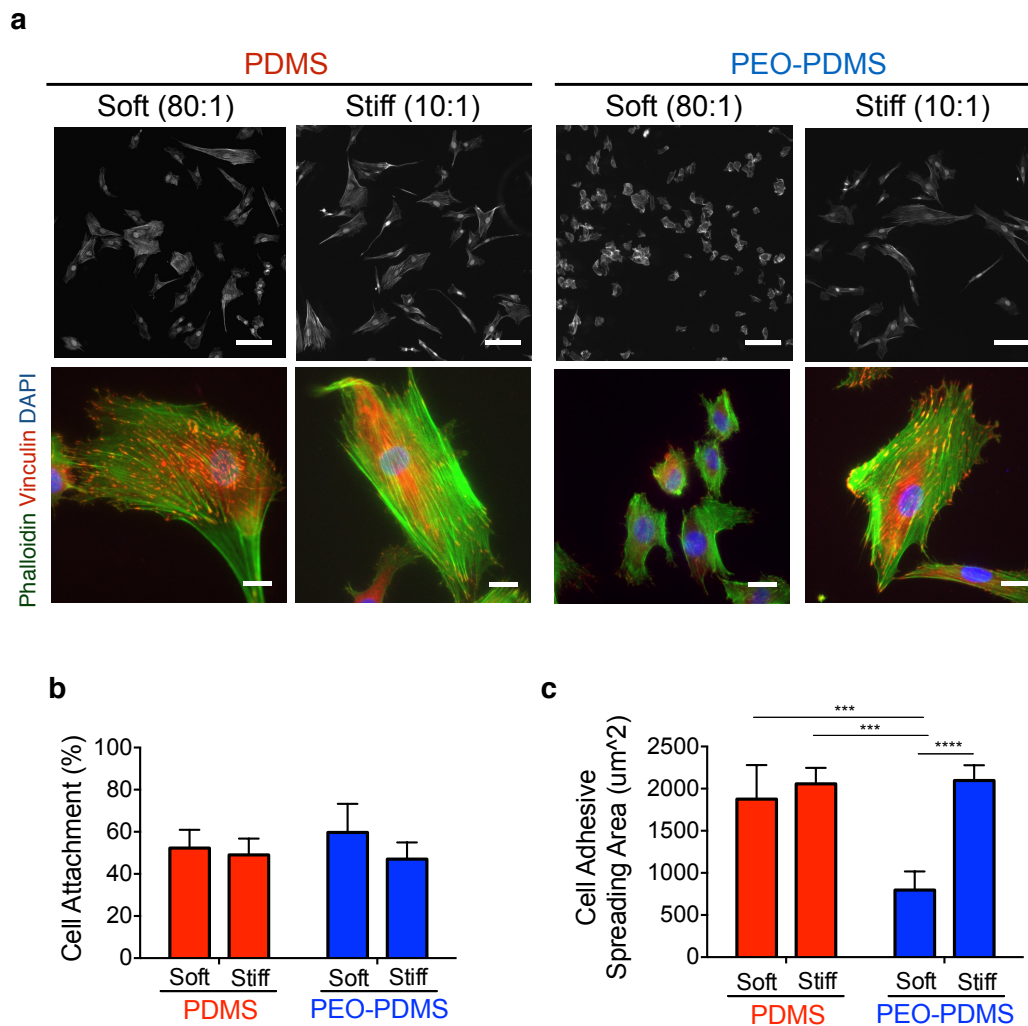 a
PDMS
PEO-PDMS
Soft (80:1)
Stiff (10:1)
Soft (80:1)
Stiff (10:1)
Phalloidin Vinculin DAPI
b
Cell Attachment (%)
100
80
60
40
20
0
Soft
Stiff
Soft
Stiff
PDMS
PEO-PDMS
c
Cell Adhesive
Spreading Area (um^2)
***
***
****
2500
2000
1500
1000
500
0
Soft
Stiff
Soft
Stiff
PDMS
PEO-PDMS